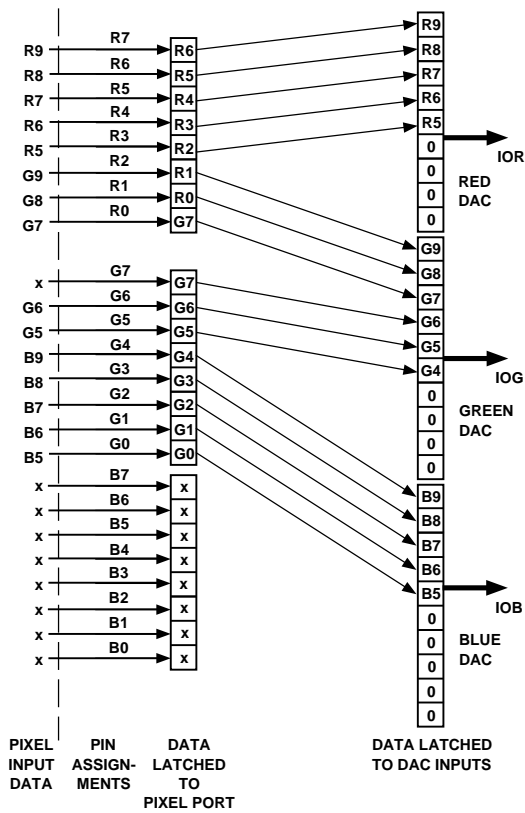 R9
R8
R7
R6
R5
G9
G8
G7
x
G6
G5
B9
B8
B7
B6
B5
x
x
x
x
x
x
x
x
PIXEL
INPUT
DATA
R7
R6
R5
R4
R3
R2
R1
R0
G7
G6
G5
G4
G3
G2
G1
G0
B7
B6
B5
B4
B3
B2
B1
B0
PIN
ASSIGN-
MENTS
R6
R5
R4
R3
R2
R1
R0
G7
G7
G6
G5
G4
G3
G2
G1
G0
x
x
x
x
x
x
x
x
DATA
LATCHED
TO
PIXEL PORT
R9
R8
R7
R6
R5
0
0
0
0
IOR
RED
DAC
G9
G8
G7
G6
G5
G4
0
0
0
0
IOG
GREEN
DAC
B9
B8
B7
B6
B5
0
0
0
0
0
IOB
BLUE
DAC
DATA LATCHED
TO DAC INPUTS